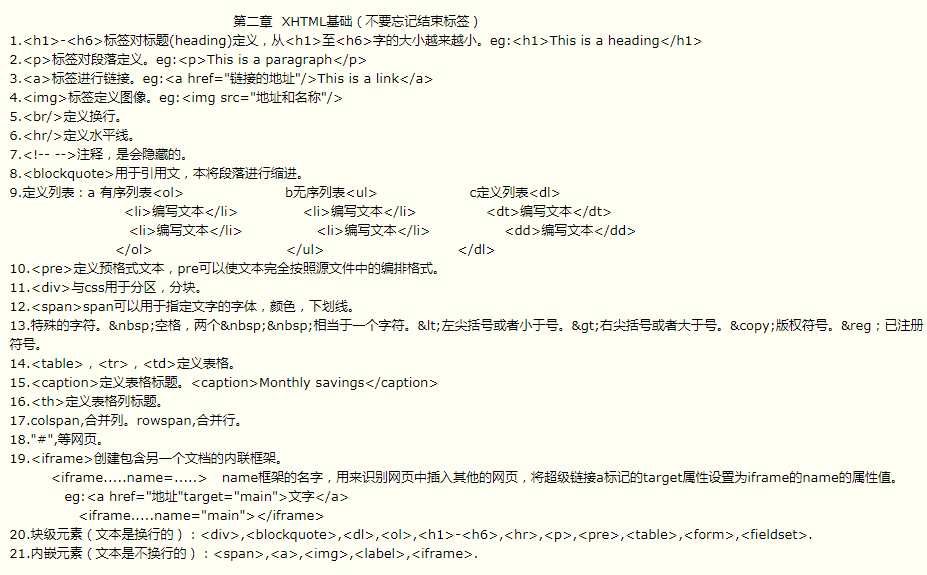 第二章 XHTML基础（不要忘记结束标签）
1.<h1>-<h6>标签对标题(heading)定义，从<h1>至<h6>字的大小越来越小。eg:<h1>This is a heading</h1>
2.<p>标签对段落定义。eg:<p>This is a paragraph</p>
3.<a>标签进行链接。eg:<a href="链接的地址"/>This is a link</a>
4.<img>标签定义图像。eg:<img src="地址和名称"/>
5.<br/>定义换行。
6.<hr/>定义水平线。
7.<!-- -->注释，是会隐藏的。
8.<blockquote>用于引用文，本将段落进行缩进。
9.定义列表：a 有序列表<ol> b无序列表<ul> c定义列表<dl>
<li>编写文本</li> <li>编写文本</li> <dt>编写文本</dt>
<li>编写文本</li> <li>编写文本</li> <dd>编写文本</dd>
</ol> </ul> </dl>
10.<pre>定义预格式文本，pre可以使文本完全按照源文件中的编排格式。
11.<div>与css用于分区，分块。
12.<span>span可以用于指定文字的字体，颜色，下划线。
13.特殊的字符。&nbsp;空格，两个&nbsp;&nbsp;相当于一个字符。&lt;左尖括号或者小于号。&gt;右尖括号或者大于号。&copy;版权符号。&reg；已注册
符号。
14.<table>，<tr>，<td>定义表格。
15.<caption>定义表格标题。<caption>Monthly savings</caption>
16.<th>定义表格列标题。
17.colspan,合并列。rowspan,合并行。
18."#",等网页。
19.<iframe>创建包含另一个文档的内联框架。
<iframe.....name=.....> name框架的名字，用来识别网页中插入其他的网页，将超级链接a标记的target属性设置为iframe的name的属性值。
eg:<a href="地址"target="main">文字</a>
<iframe.....name="main"></iframe>
20.块级元素（文本是换行的）：<div>,<blockquote>,<dl>,<ol>,<h1>-<h6>,<hr>,<p>,<pre>,<table>,<form>,<fieldset>.
21.内嵌元素（文本是不换行的）：<span>,<a>,<img>,<label>,<iframe>.